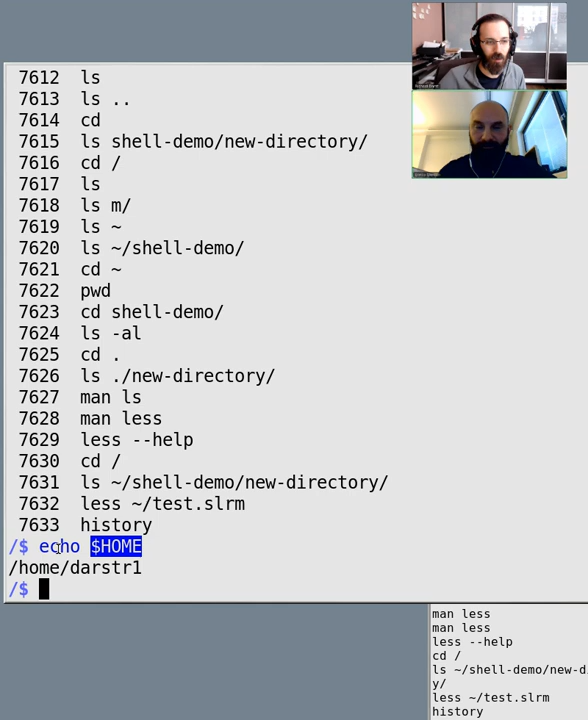 7612  ls
7613  ls ..
7614  cd
7615  ls shell-demo/new-directory/
7616  cd /
7617  ls
7618  ls m/
7619  ls ~
7620  ls ~/shell-demo/
7621  cd ~
7622  pwd
7623  cd shell-demo/
7624  ls -al
7625  cd .
7626  ls ./new-directory/
7627  man ls
7628  man less
7629  less --help
7630  cd /
7631  ls ~/shell-demo/new-directory/
7632  less ~/test.slrm
7633  history
/$ echo $HOME
/home/darstr1
/$
man less
man less
less --help
cd /
ls ~/shell-demo/new-d
y/
less ~/test.slrm
history